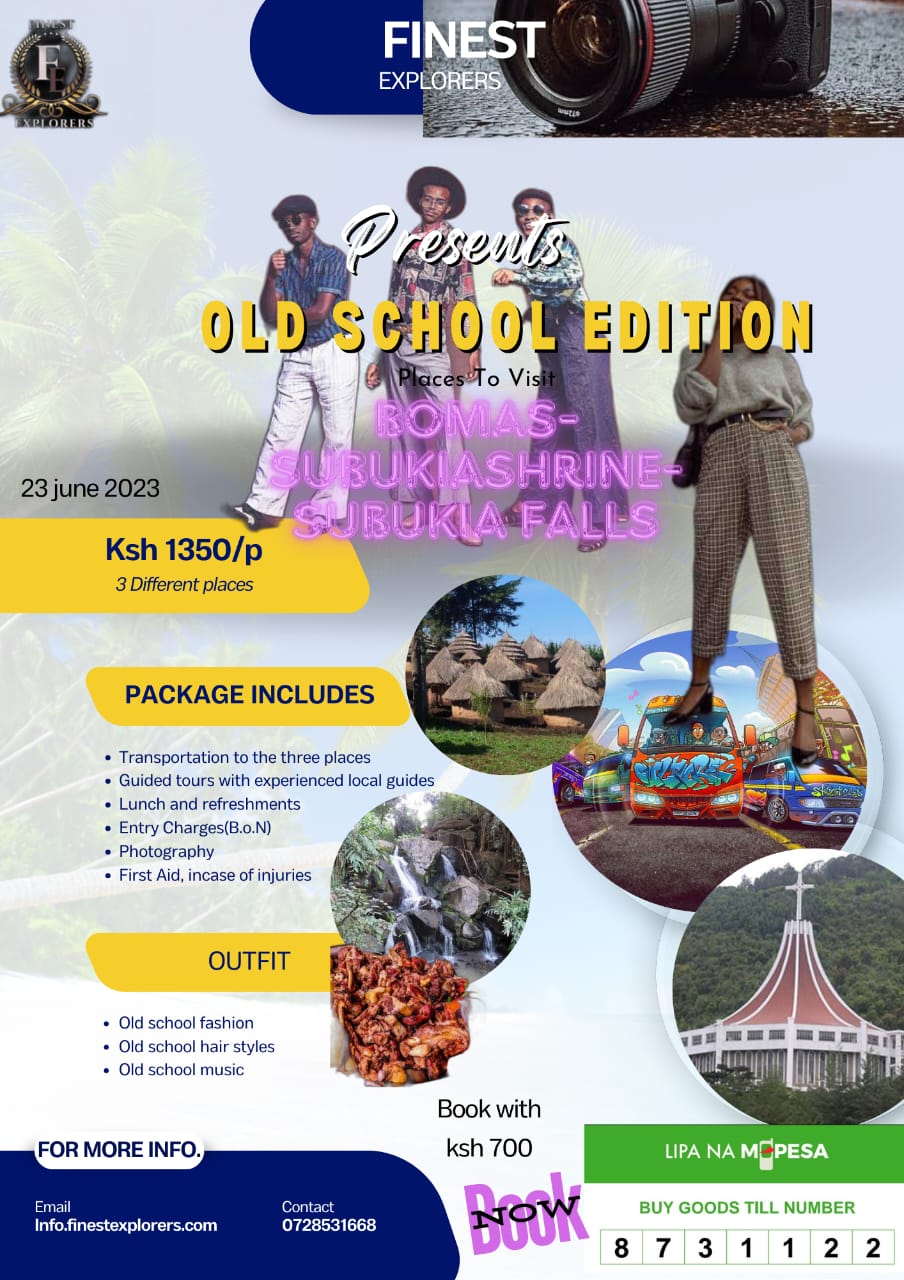 FINEST
FE
EXPLORERS
FINEST
EXPLORERS
Presents
OLD SCHOOL EDITION
Places To Visit
BOMAS-
SUBUKIASHRINE-
SUBUKIA FALLS
23 june 2023
Ksh 1350/p
3 Different places
PACKAGE INCLUDES
• Transportation to the three places
• Guided tours with experienced local guides
• Lunch and refreshments
• Entry Charges(B.o.N)
• Photography
• First Aid, incase of injuries
OUTFIT
• Old school fashion
• Old school hair styles
• Old school music
Book with
ksh 700
Book
NOW
FOR MORE INFO.
Email
Info.finestexplorers.com
Contact
0728531668
LIPA NA M-PESA
BUY GOODS TILL NUMBER
8 7 3 1 1 2 2